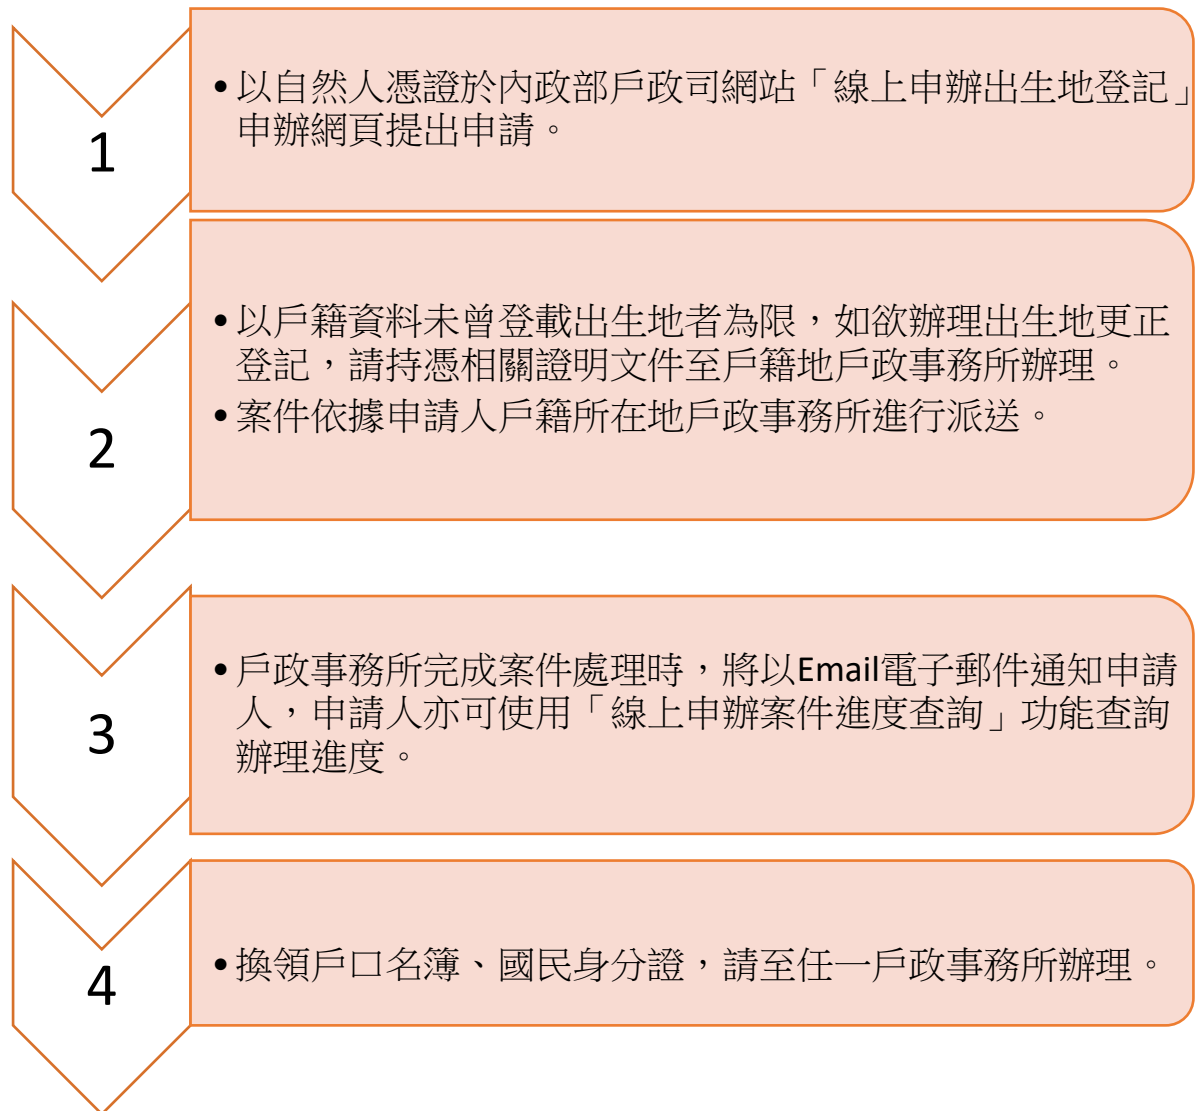 1
•以自然人憑證於內政部戶政司網站「線上申辦出生地登記」
申辦網頁提出申請。
2
•以戶籍資料未曾登載出生地者為限，如欲辦理出生地更正
登記，請持憑相關證明文件至戶籍地戶政事務所辦理。
•案件依據申請人戶籍所在地戶政事務所進行派送。
3
•戶政事務所完成案件處理時，將以Email電子郵件通知申請
人，申請人亦可使用「線上申辦案件進度查詢」功能查詢
辦理進度。
4
•換領戶口名簿、國民身分證，請至任一戶政事務所辦理。